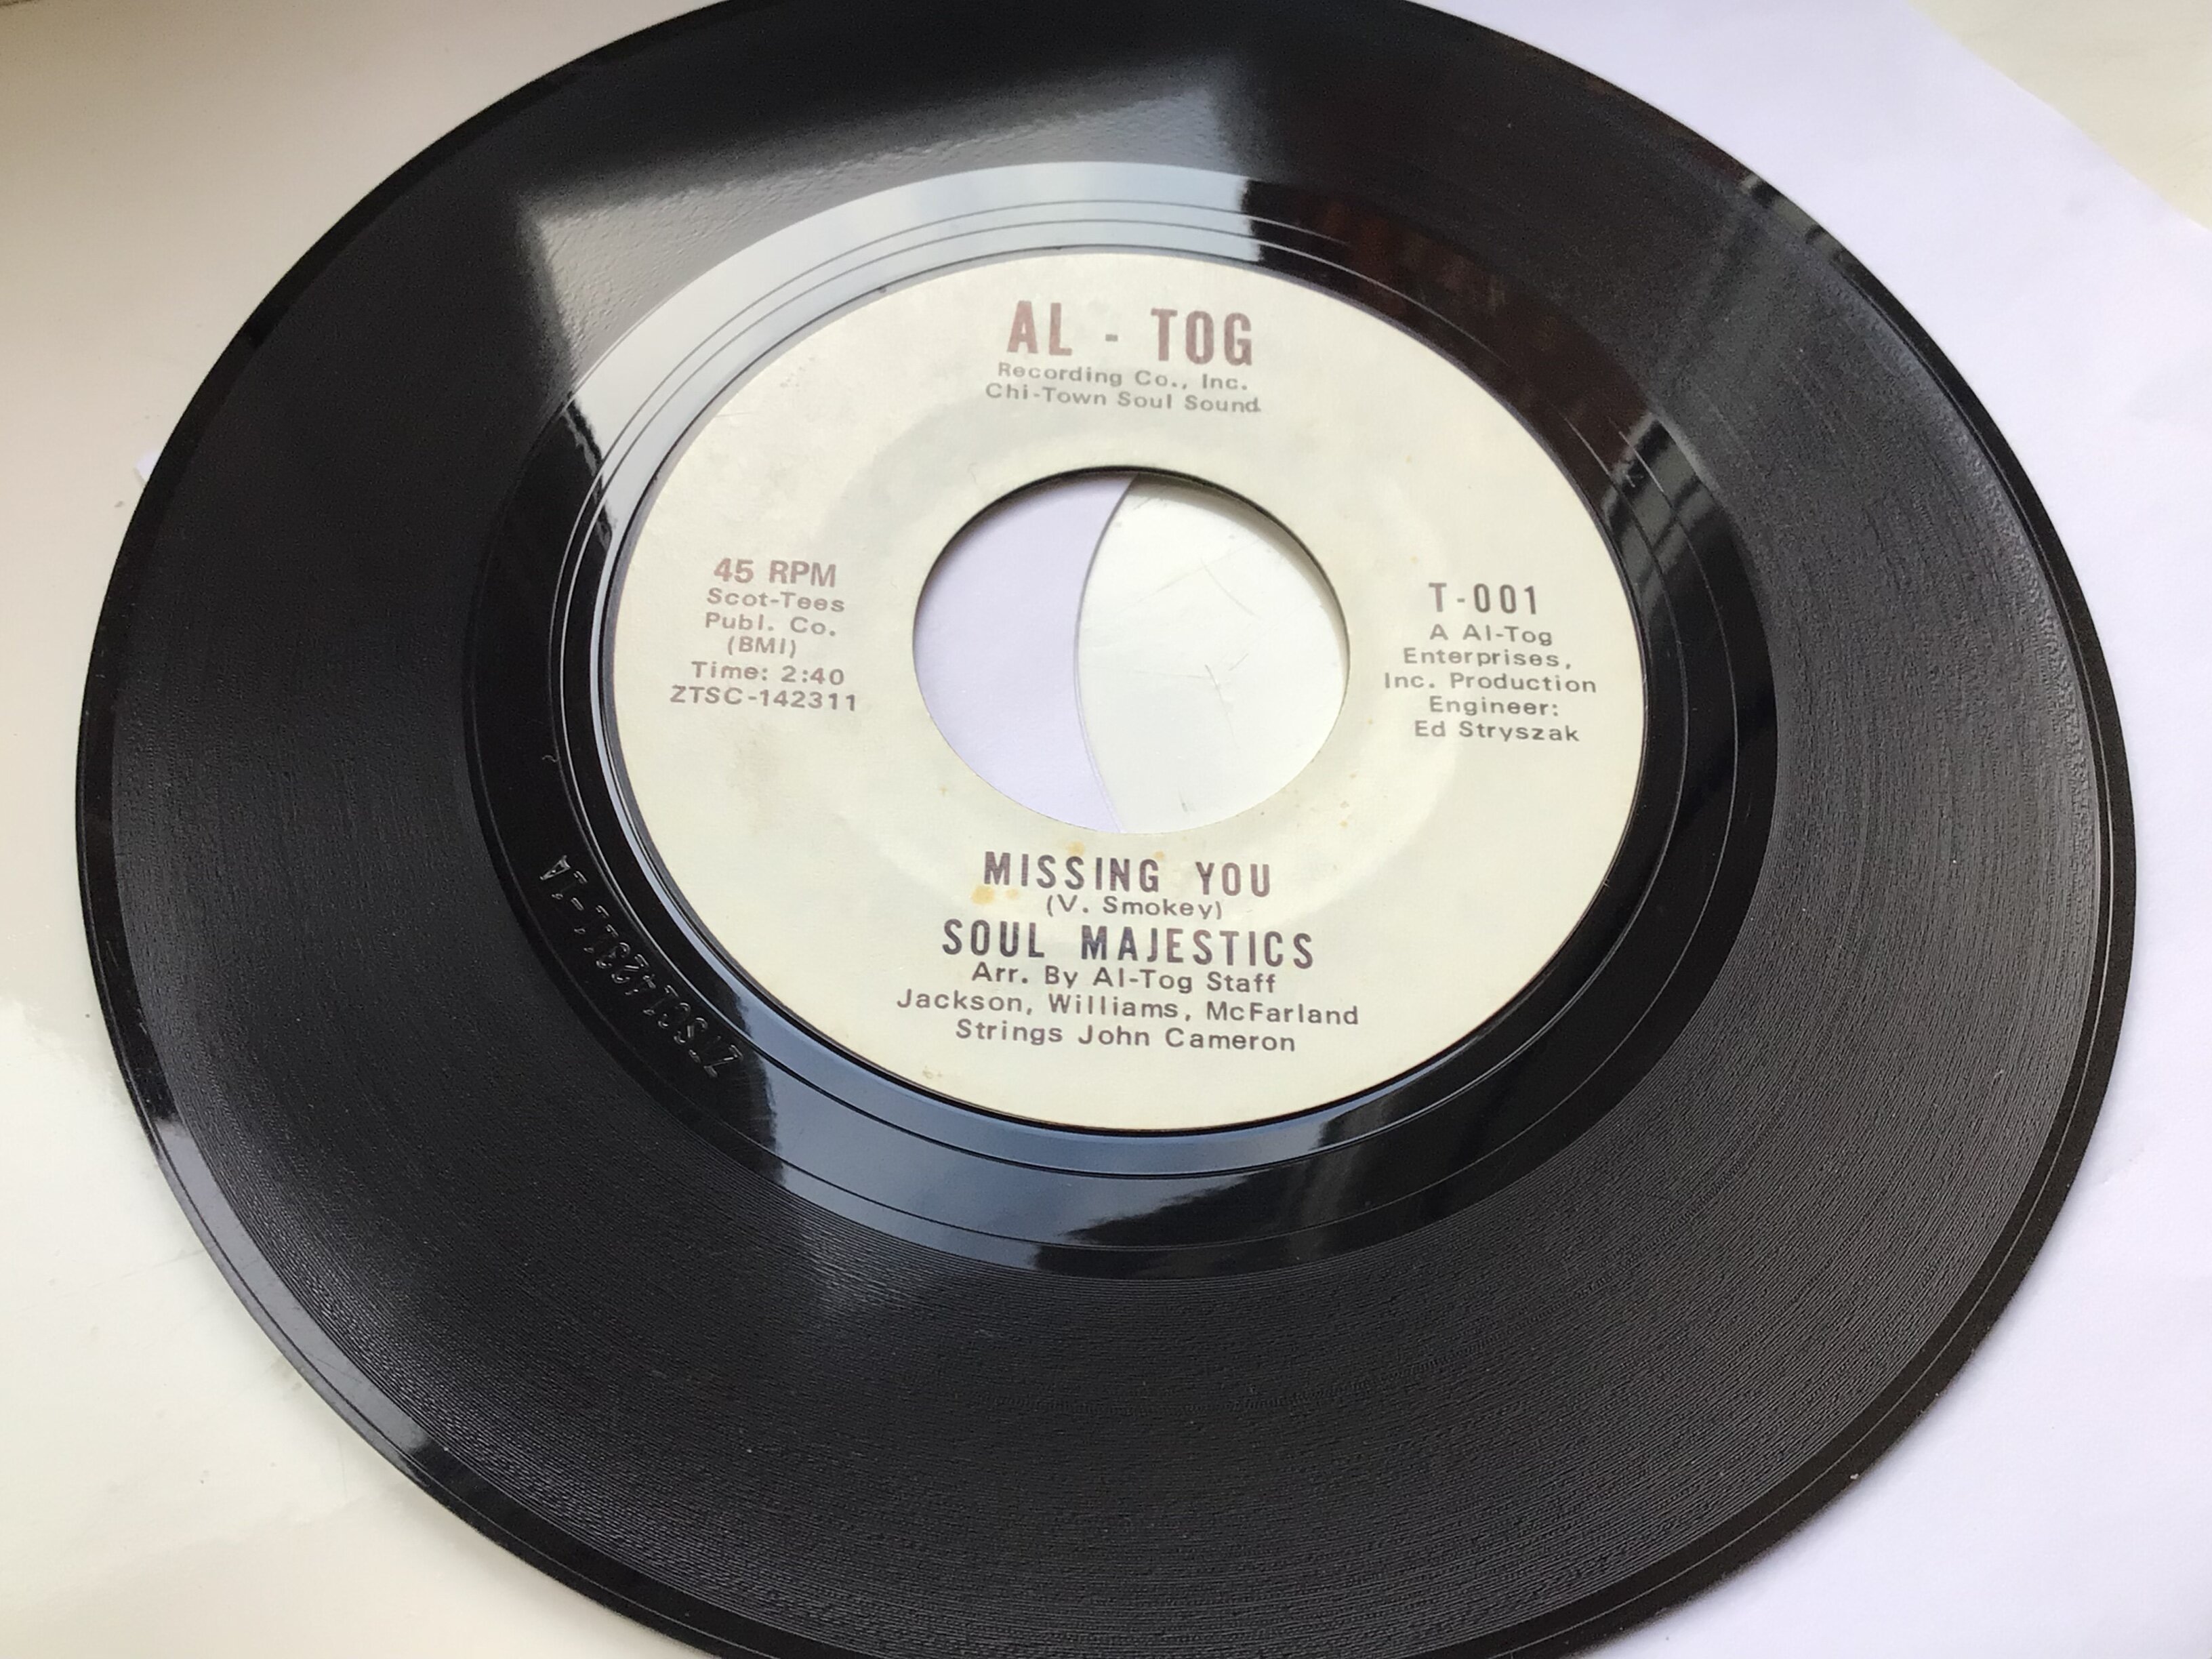 AL - TOG
Recording Co., Inc.
Chi-Town Soul Sound
45 RPM
Scot-Tees
Publ. Co.
(BMI)
Time: 2:40
ZTSC-142311
T-001
A Al-Tog
Enterprises,
Inc. Production
Engineer:
Ed Stryszak
MISSING YOU
(V. Smokey)
SOUL MAJESTICS
Arr. By Al-Tog Staff
Jackson, Williams, McFarland
Strings John Cameron
ZTSC142311-1A